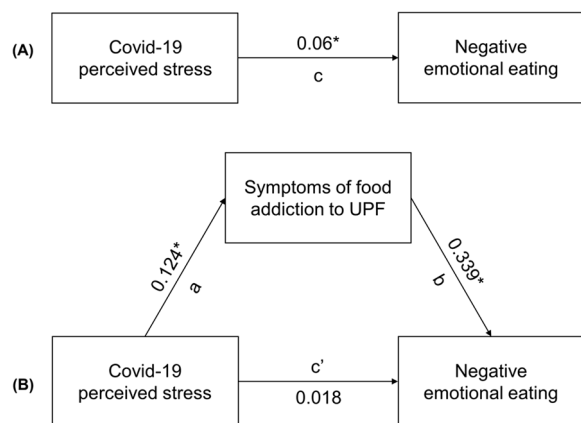 (A)
Covid-19
perceived stress
0.06*
c
Negative
emotional eating
Symptoms of food
addiction to UPF
0.124*
a
0.339*
b
(B)
Covid-19
perceived stress
c'
0.018
Negative
emotional eating